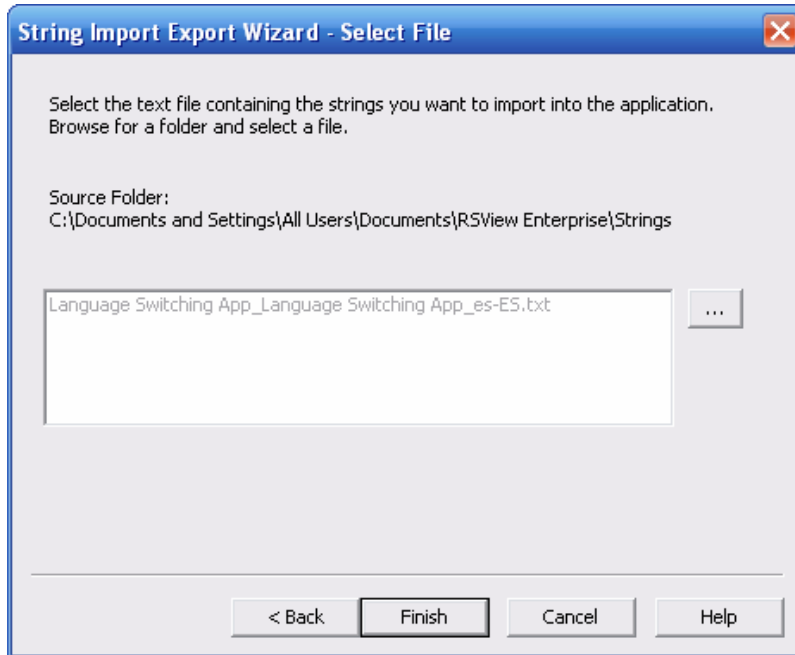 String Import Export Wizard - Select File
Select the text file containing the strings you want to import into the application.
Browse for a folder and select a file.
Source Folder:
C:\Documents and Settings\All Users\Documents\RSView Enterprise\Strings
Language Switching App_Language Switching App_es-ES.txt
...
< Back Finish Cancel Help